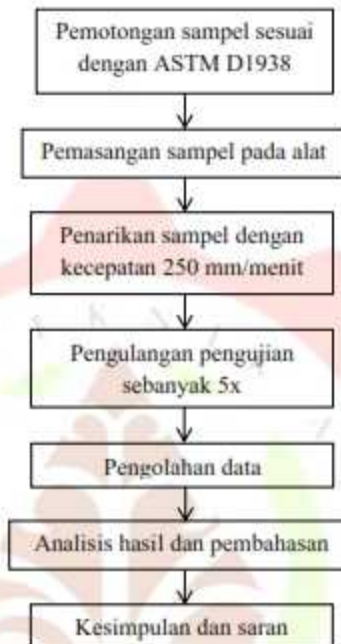 Pemotongan sampel sesuai
dengan ASTM D1938
Pemasangan sampel pada alat
Penarikan sampel dengan
kecepatan 250 mm/menit
Pengulangan pengujian
sebanyak 5x
Pengolahan data
Analisis hasil dan pembahasan
Kesimpulan dan saran